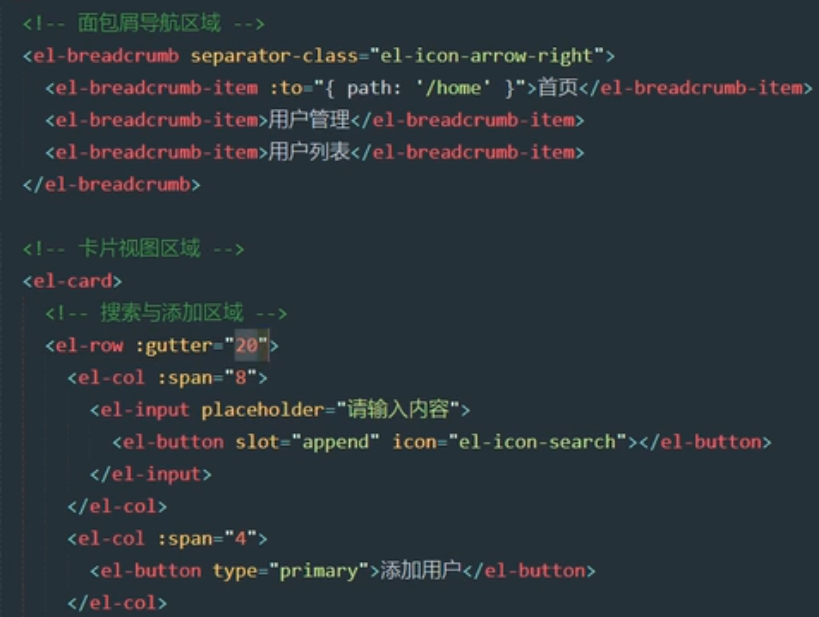 <!-- 面包屑导航区域 -->
<el-breadcrumb separator-class="el-icon-arrow-right">
<el-breadcrumb-item :to="{ path: '/home' }">首页</el-breadcrumb-item>
<el-breadcrumb-item>用户管理</el-breadcrumb-item>
<el-breadcrumb-item>用户列表</el-breadcrumb-item>
</el-breadcrumb>
<!-- 卡片视图区域 -->
<el-card>
<!-- 搜索与添加区域 -->
<el-row :gutter="20">
<el-col :span="8">
<el-input placeholder="请输入内容">
<el-button slot="append" icon="el-icon-search"></el-button>
</el-input>
</el-col>
<el-col :span="4">
<el-button type="primary">添加用户</el-button>
</el-col>